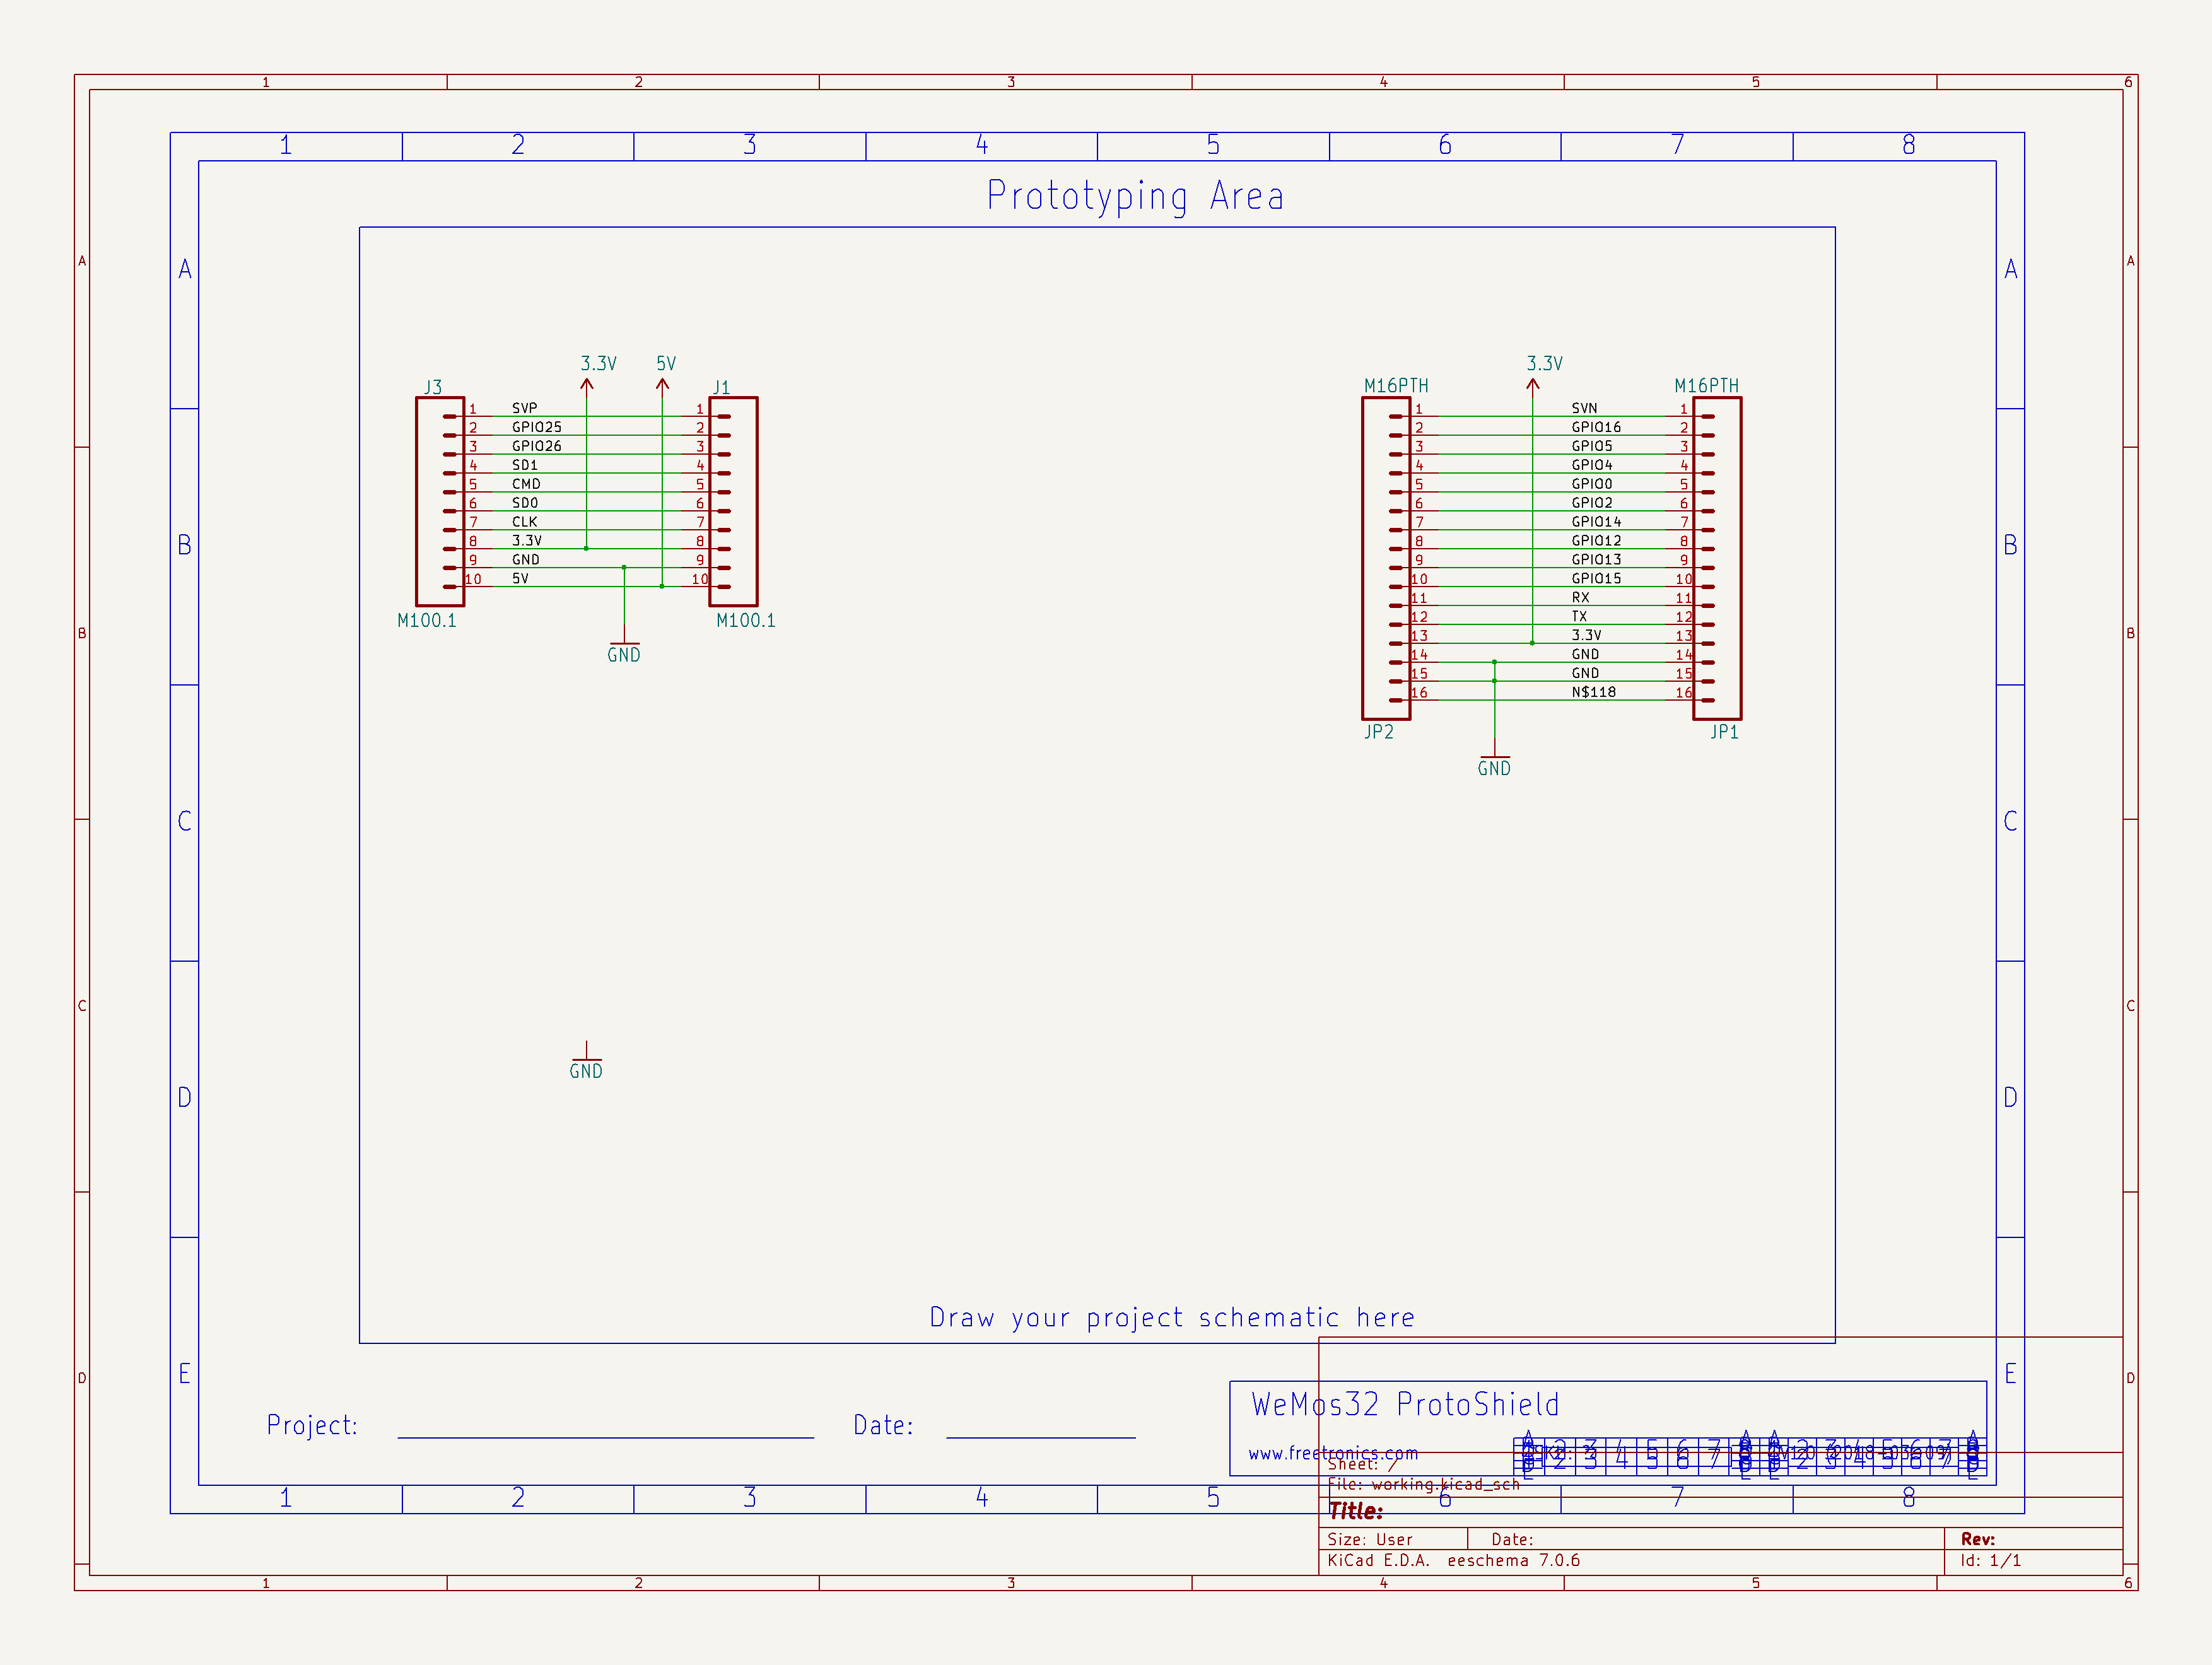 1 2 3 4 5 6
1 2 3 4 5 6 7 8
Prototyping Area
A A
A A
3.3V 5V 3.3V
J3 J1 M16PTH M16PTH
1 SVP 1 1 SVN 1
2 GPIO25 2 2 GPIO16 2
3 GPIO26 3 3 GPIO5 3
4 SD1 4 4 GPIO4 4
5 CMD 5 5 GPIO0 5
6 SD0 6 6 GPIO2 6
7 CLK 7 7 GPIO14 7
8 3.3V 8 8 GPIO12 8
B B
9 GND 9 9 GPIO13 9
10 5V 10 10 GPIO15 10
11 RX 11
M100.1 M100.1 12 TX 12
B 13 3.3V 13 B
GND 14 GND 14
15 GND 15
16 N$118 16
JP2 JP1
GND
C C
C C
GND
D D
Draw your project schematic here
E E
D D
WeMos32 ProtoShield
Project: Date:
www.freetronics.com
Sheet: /
File: working.kicad_sch
1 2 3 4 5 6 7 8
Title:
Size: User Date: Rev:
KiCad E.D.A. eeschema 7.0.6 Id: 1/1
1 2 3 4 5 6